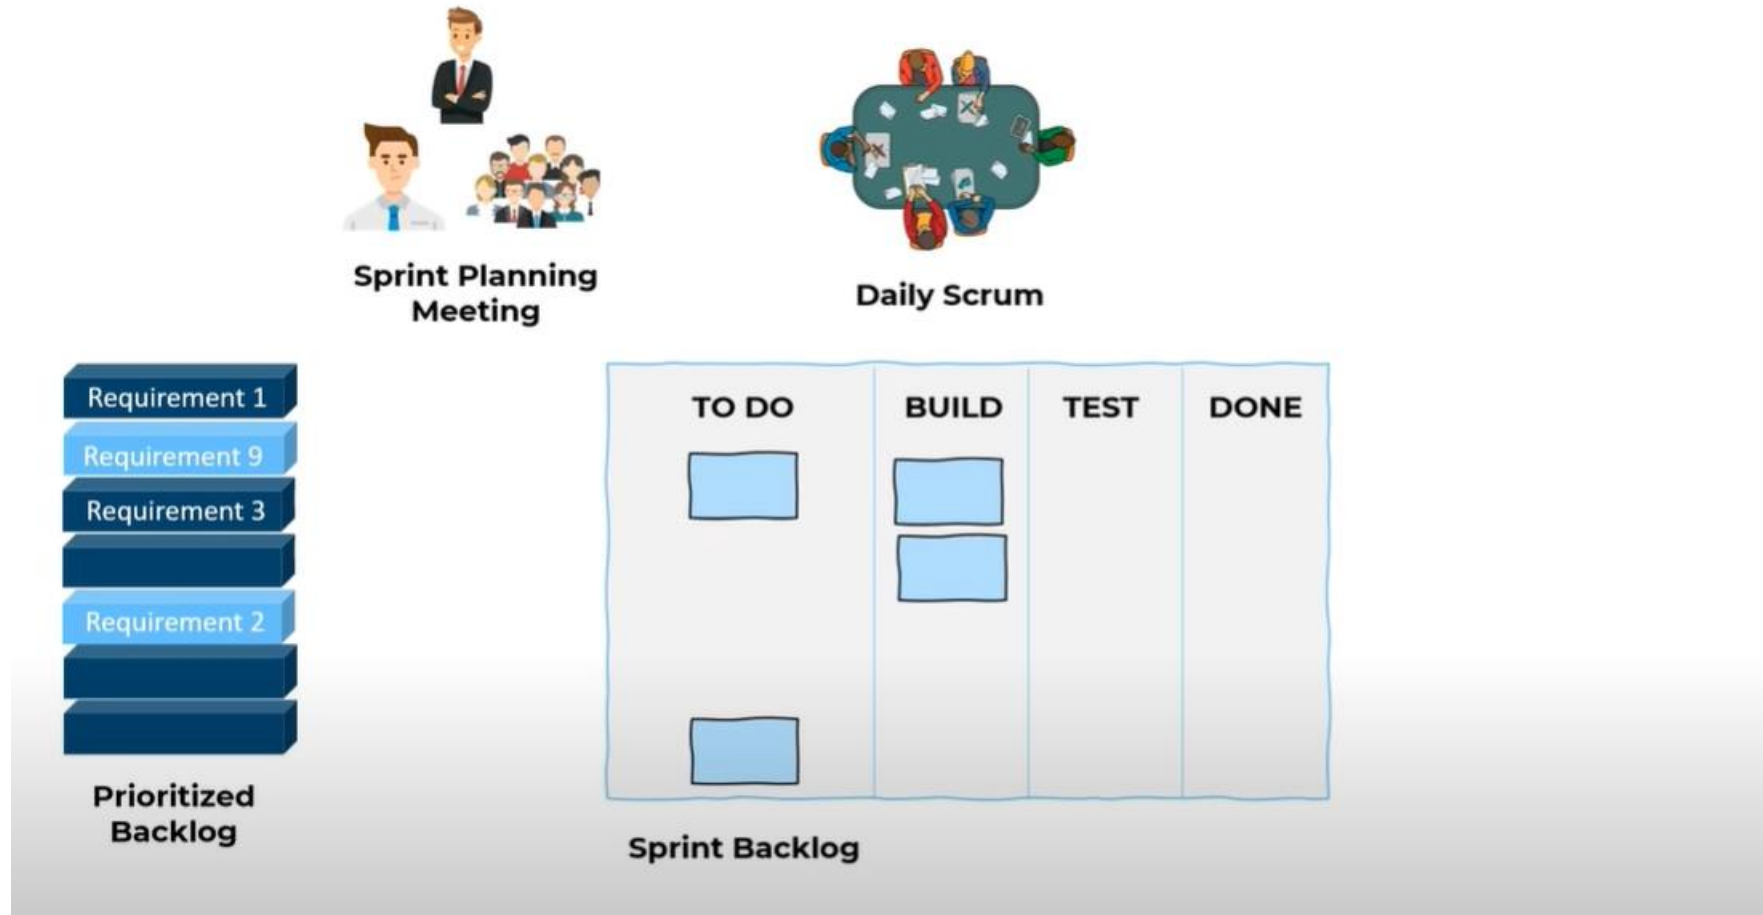 Sprint Planning
Meeting
Daily Scrum
Requirement 1
Requirement 9
Requirement 3
Requirement 2
Prioritized
Backlog
TO DO
BUILD
TEST
DONE
Sprint Backlog